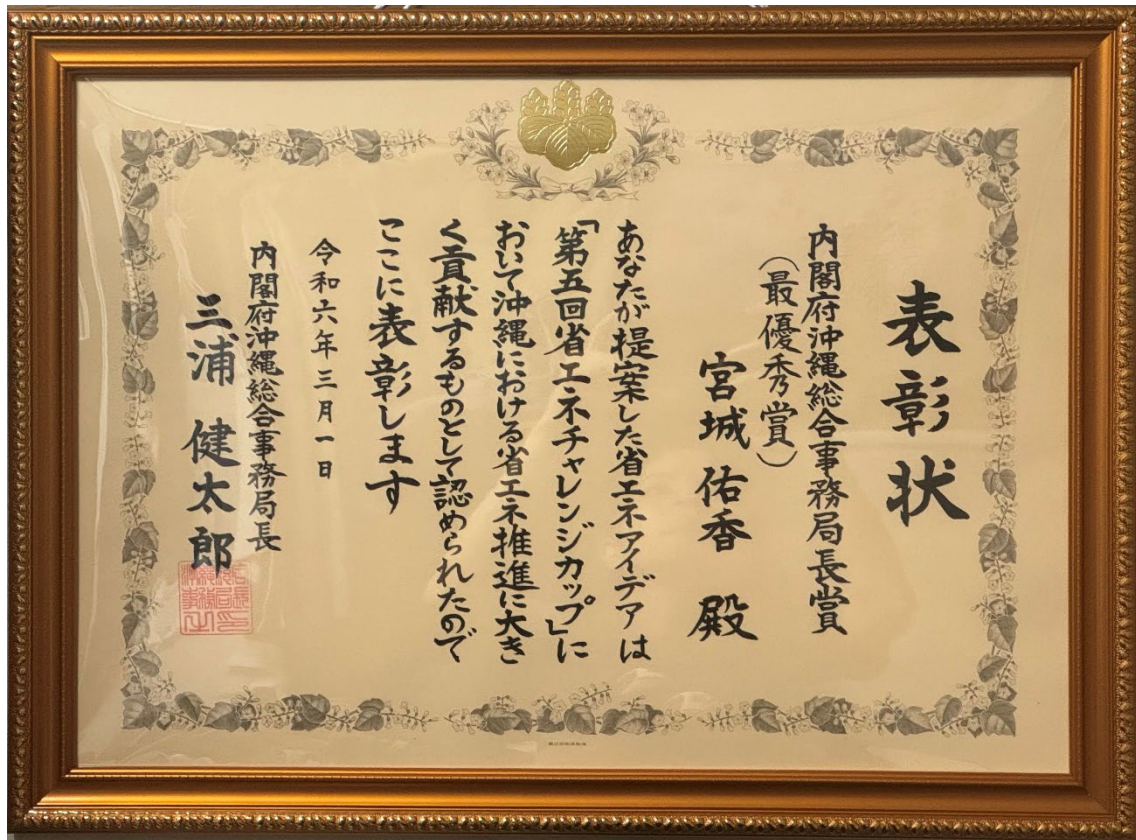 表彰状
内閣府沖縄総合事務局長賞
（最優秀賞）
宮城 佑香 殿
あなたが提案した省エネアイデアは
「第五回省エネチャレンジカップ」に
おいて沖縄における省エネ推進に大き
く貢献するものとして認められたので
ここに表彰します
令和六年三月一日
内閣府沖縄総合事務局長
三浦 健太郎